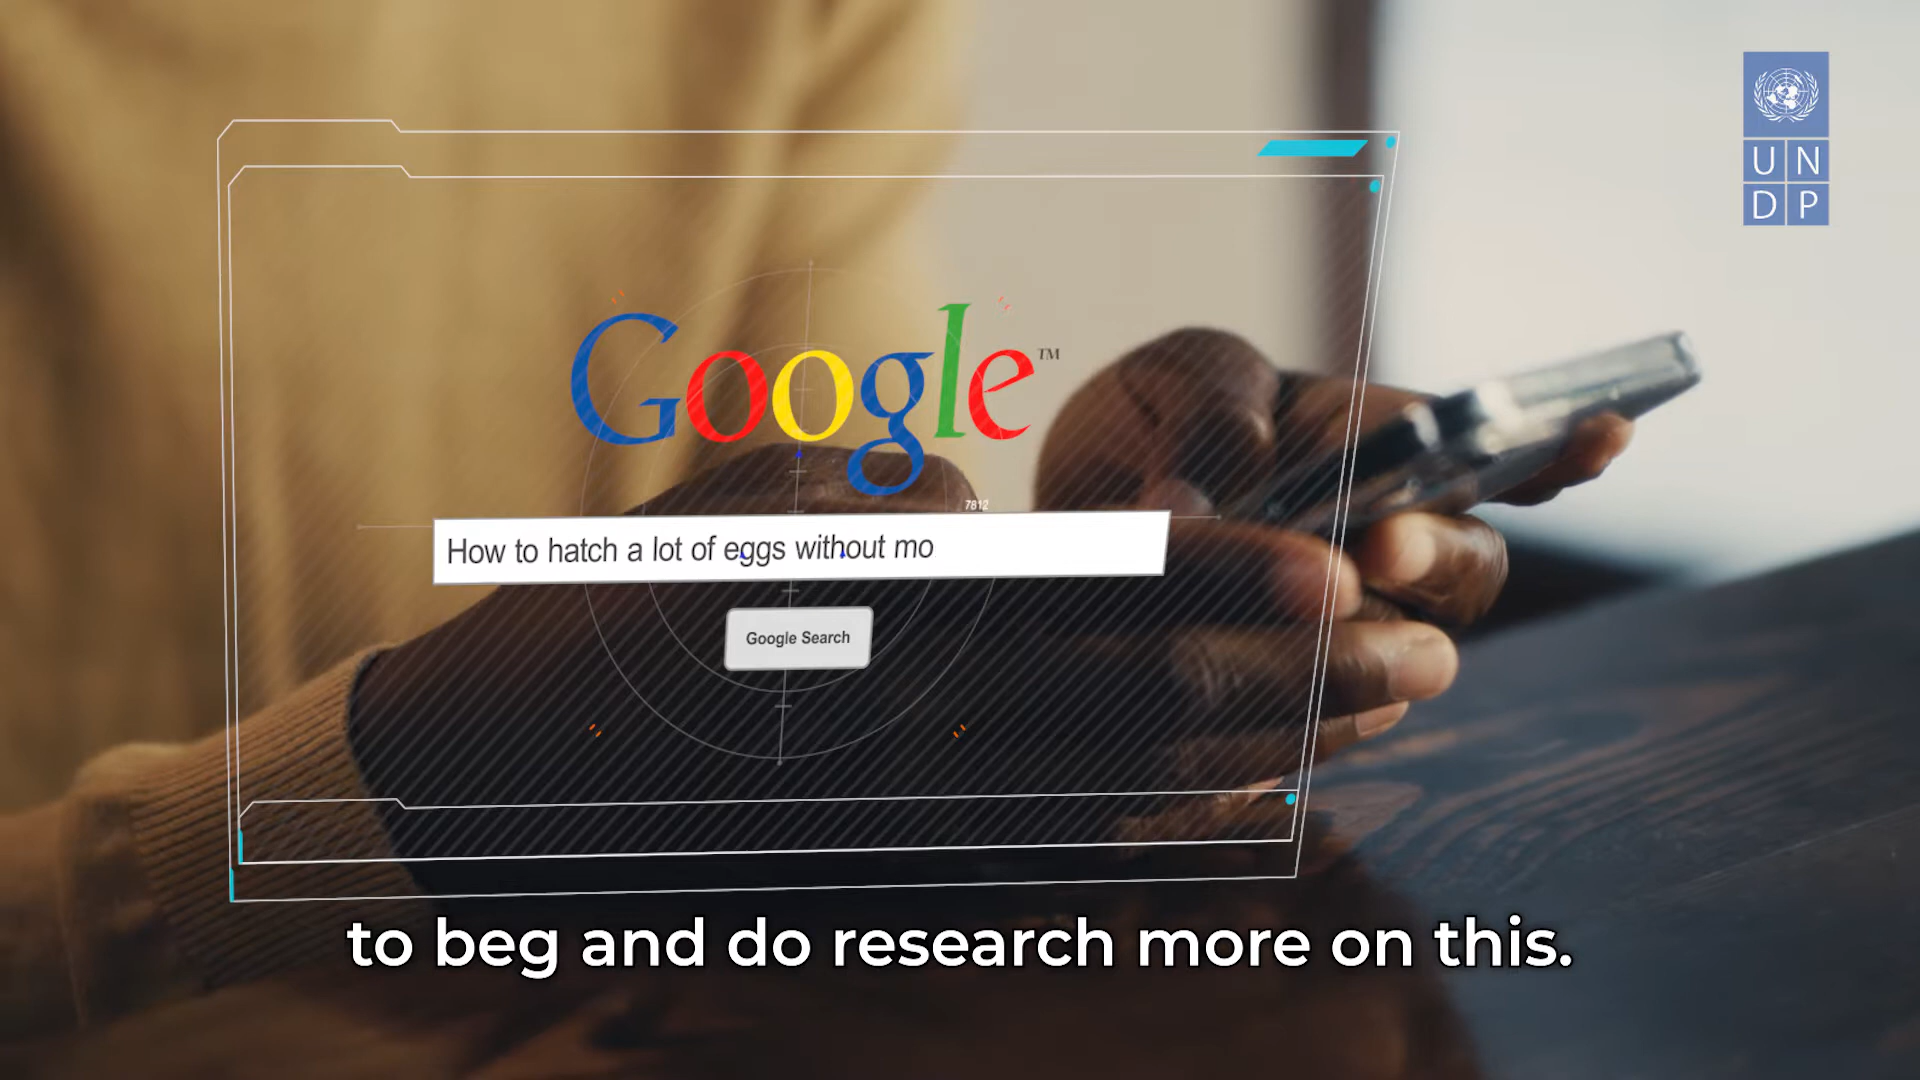 UN
DP
Google™
7812
How to hatch a lot of eggs without mo
Google Search
to beg and do research more on this.